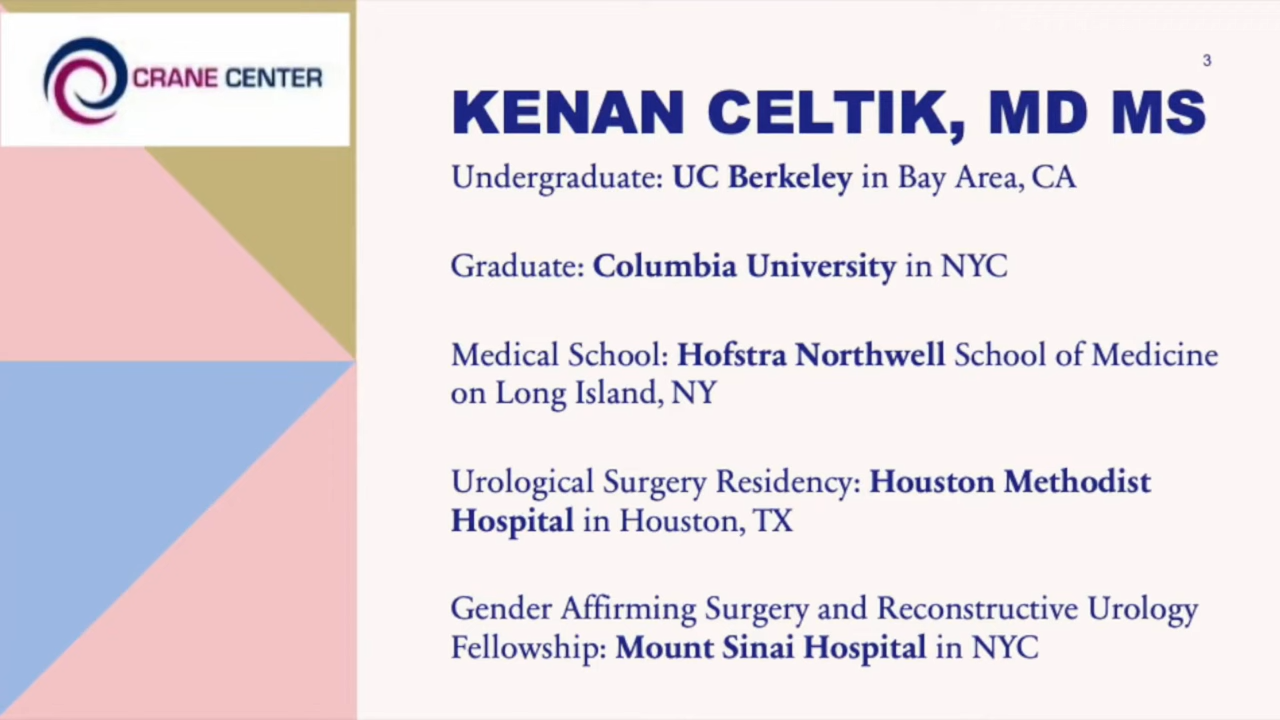 CRANE CENTER
3
KENAN CELTIK, MD MS
Undergraduate: UC Berkeley in Bay Area, CA
Graduate: Columbia University in NYC
Medical School: Hofstra Northwell School of Medicine
on Long Island, NY
Urological Surgery Residency: Houston Methodist
Hospital in Houston, TX
Gender Affirming Surgery and Reconstructive Urology
Fellowship: Mount Sinai Hospital in NYC